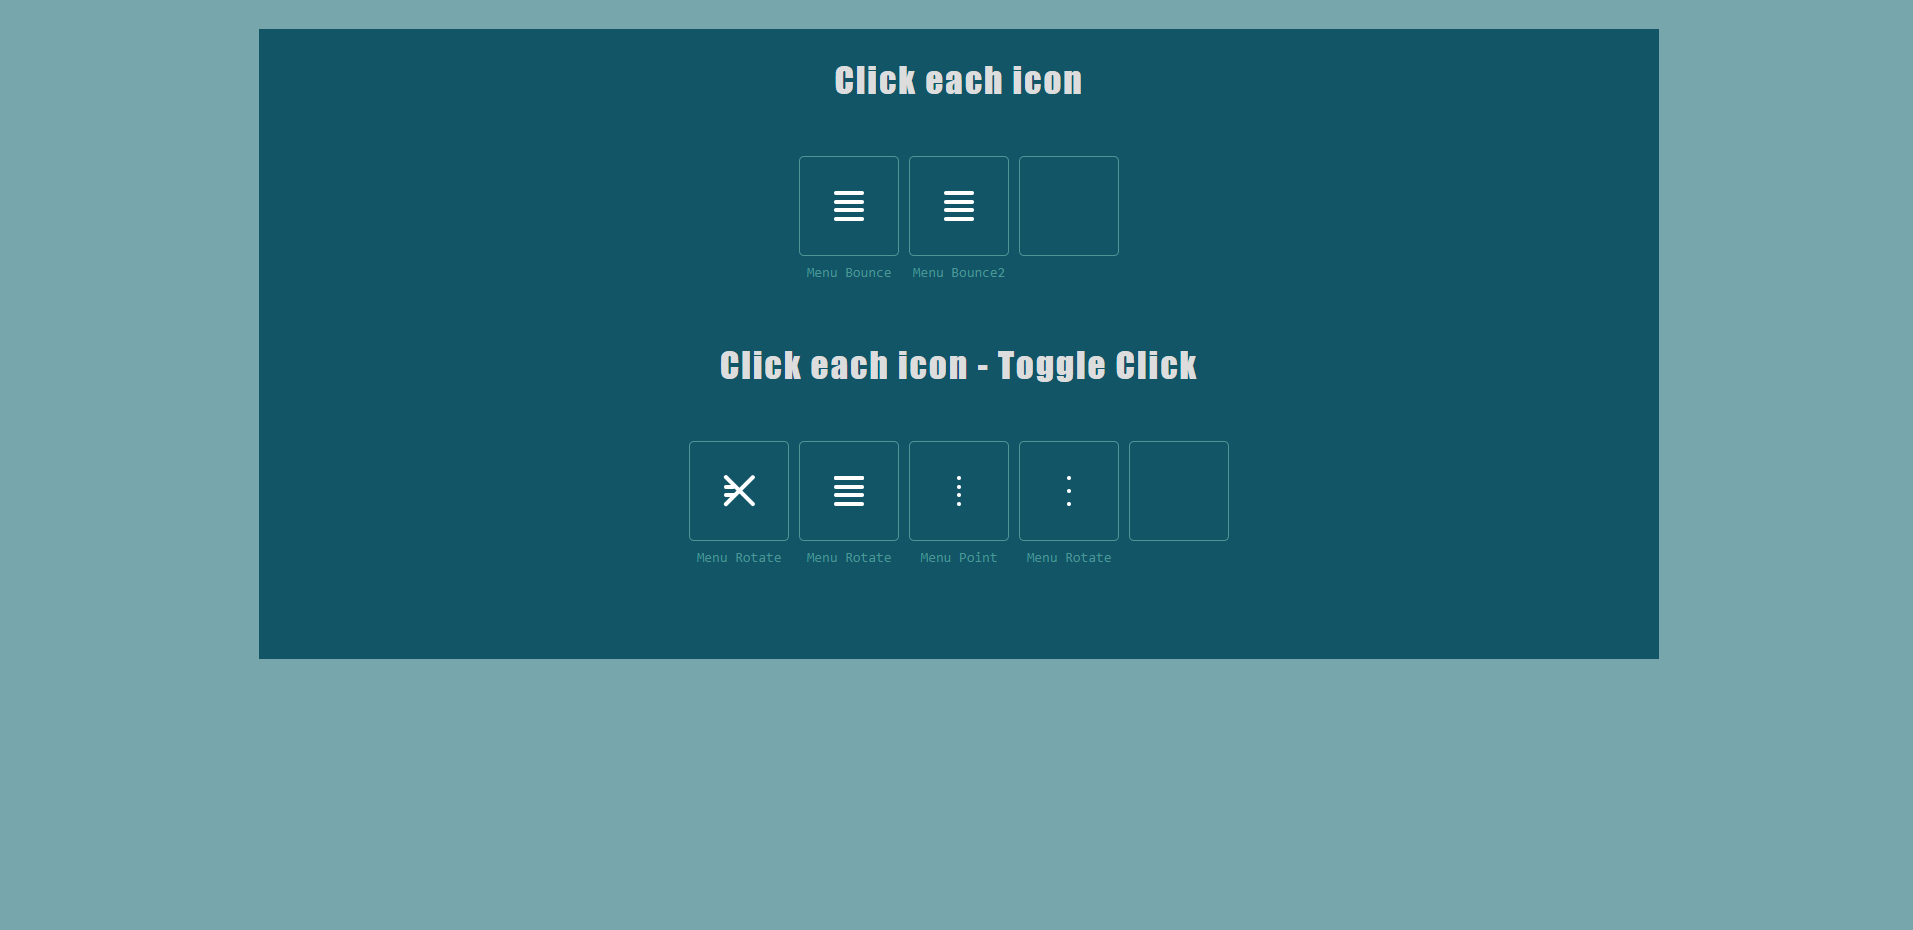 Click each icon
Menu Bounce Menu Bounce2
Click each icon - Toggle Click
Menu Rotate Menu Rotate Menu Point Menu Rotate